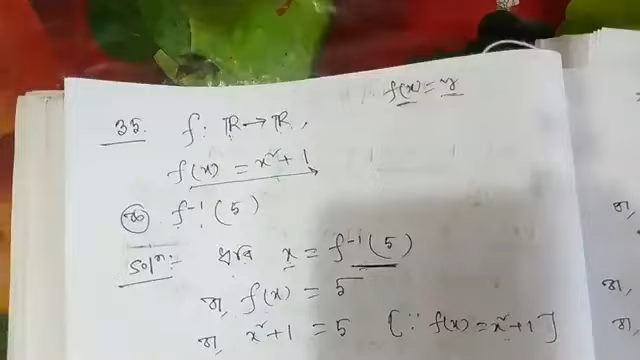 f(x) = y
35. f: ℝ → ℝ,
f(x) = x² + 1
(ক) f⁻¹(5)
Solⁿ:- ধরি x = f⁻¹(5)
বা, f(x) = 5
বা, x² + 1 = 5 [∵ f(x) = x² + 1]
বা,
বা,
বা,